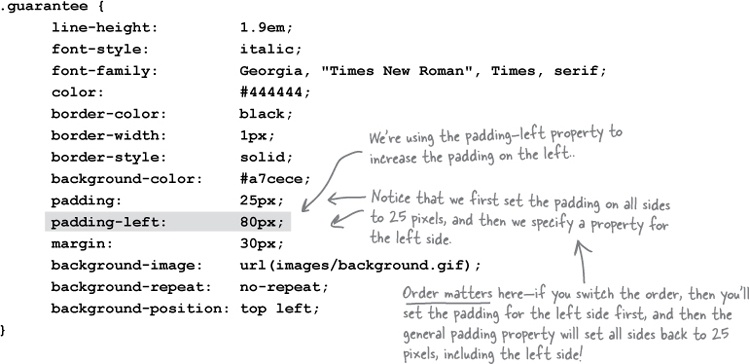 .guarantee {
line-height: 1.9em;
font-style: italic;
font-family: Georgia, "Times New Roman", Times, serif;
color: #444444;
border-color: black;
border-width: 1px;
border-style: solid;
background-color: #a7cece;
padding: 25px;
padding-left: 80px;
margin: 30px;
background-image: url(images/background.gif);
background-repeat: no-repeat;
background-position: top left;
}
We're using the padding-left property to
increase the padding on the left..
Notice that we first set the padding on all sides
to 25 pixels, and then we specify a property for
the left side.
Order matters here—if you switch the order, then you'll
set the padding for the left side first, and then the
general padding property will set all sides back to 25
pixels, including the left side!